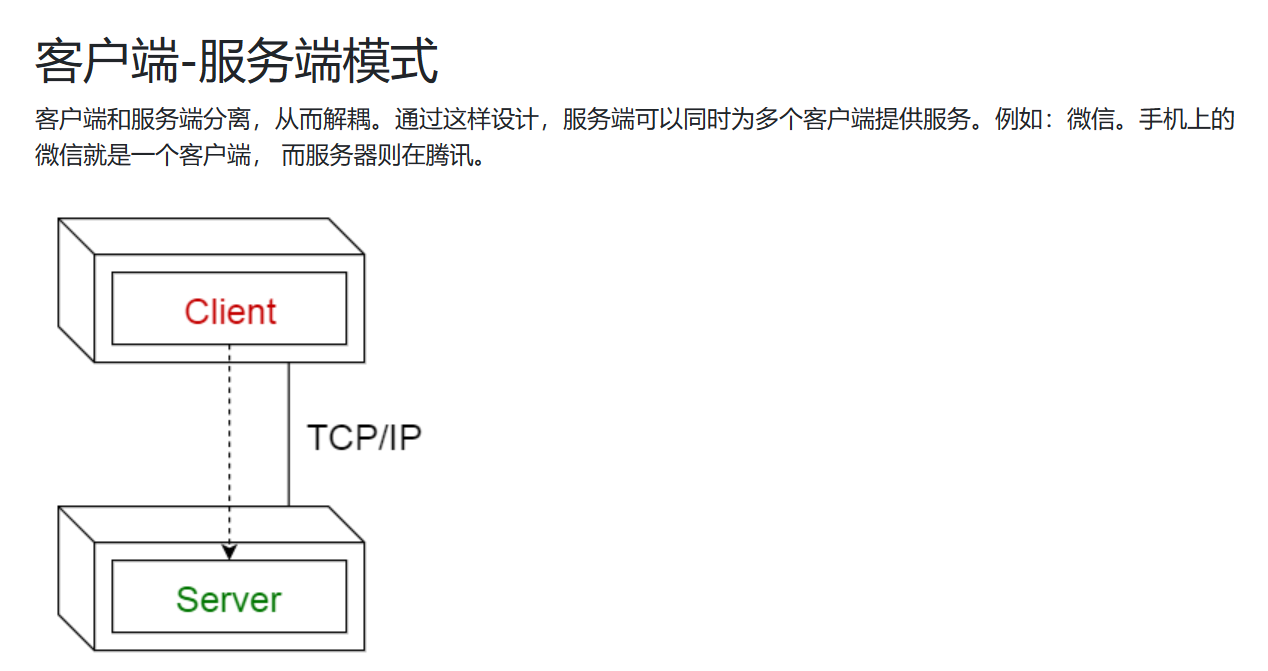 客户端-服务端模式
客户端和服务端分离，从而解耦。通过这样设计，服务端可以同时为多个客户端提供服务。例如：微信。手机上的
微信就是一个客户端， 而服务器则在腾讯。
Client
TCP/IP
Server